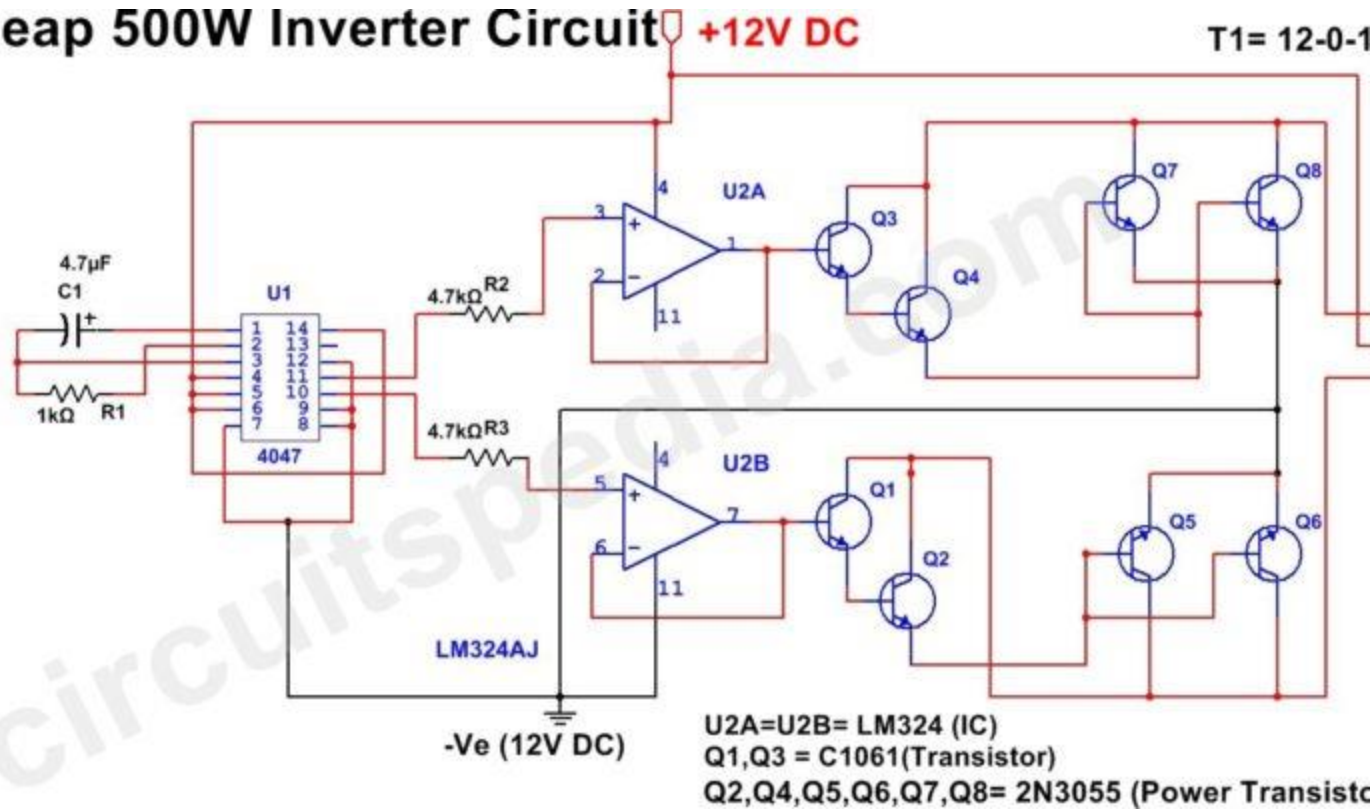 eap 500W Inverter Circuit
+12V DC
T1= 12-0-1
4
U2A
Q7
Q8
3
+
Q3
1
2
−
Q4
11
4.7µF
C1
+
U1
4.7kΩ
R2
1 14
2 13
3 12
4 11
5 10
6 9
7 8
1kΩ
R1
4047
4.7kΩ
R3
4
U2B
5
+
Q1
7
Q5
Q6
6
−
Q2
11
LM324AJ
circuitspedia.com
-Ve (12V DC)
U2A=U2B= LM324 (IC)
Q1,Q3 = C1061(Transistor)
Q2,Q4,Q5,Q6,Q7,Q8= 2N3055 (Power Transisto